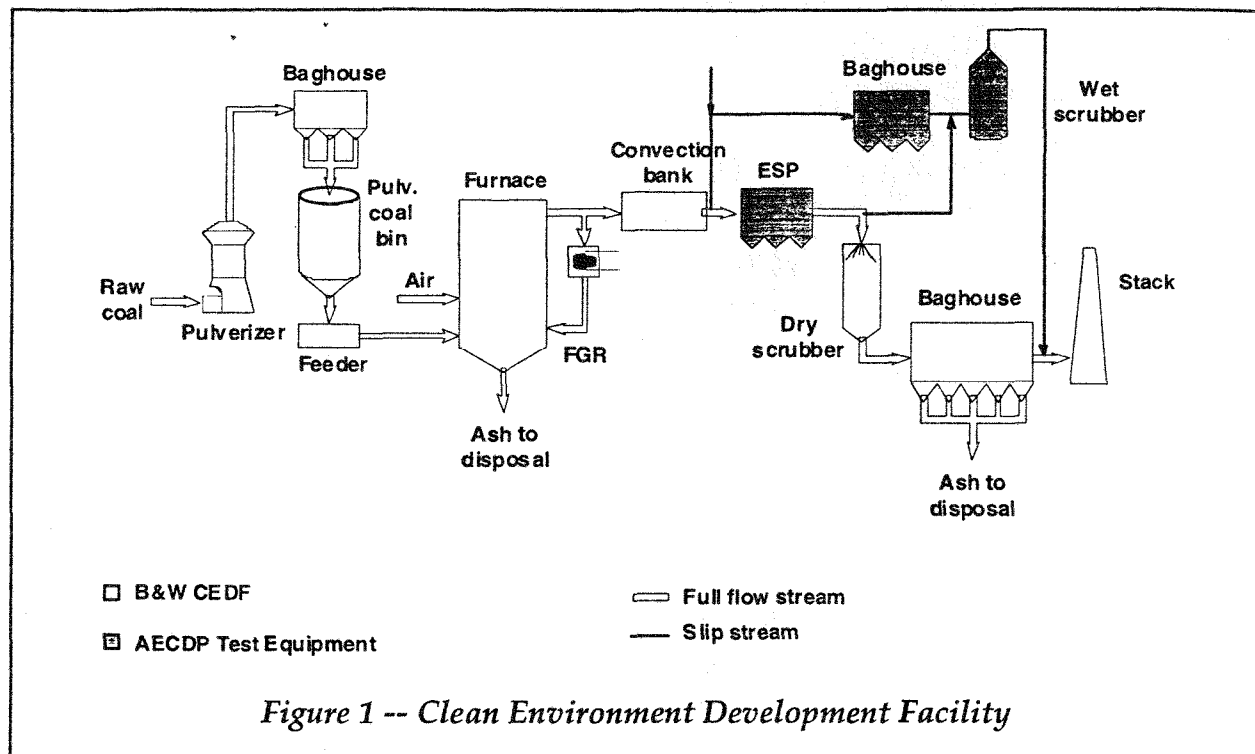 Baghouse
Baghouse
Wet
scrubber
Convection
bank
ESP
Furnace
Pulv.
coal
bin
Raw
coal
Air
Pulverizer
Feeder
FGR
Dry
scrubber
Baghouse
Stack
Ash to
disposal
Ash to
disposal
B&W CEDF
Full flow stream
AECDP Test Equipment
Slip stream
Figure 1 -- Clean Environment Development Facility